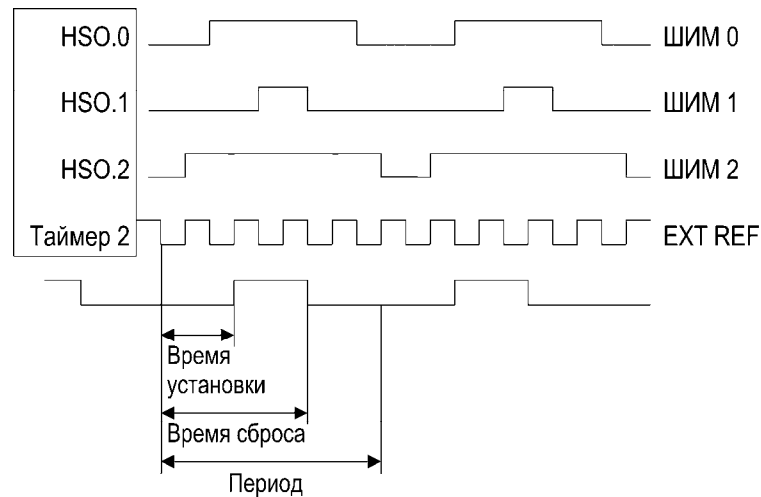 HSO.0 ШИМ 0
HSO.1 ШИМ 1
HSO.2 ШИМ 2
Таймер 2 EXT REF
Время
установки
Время сброса
Период